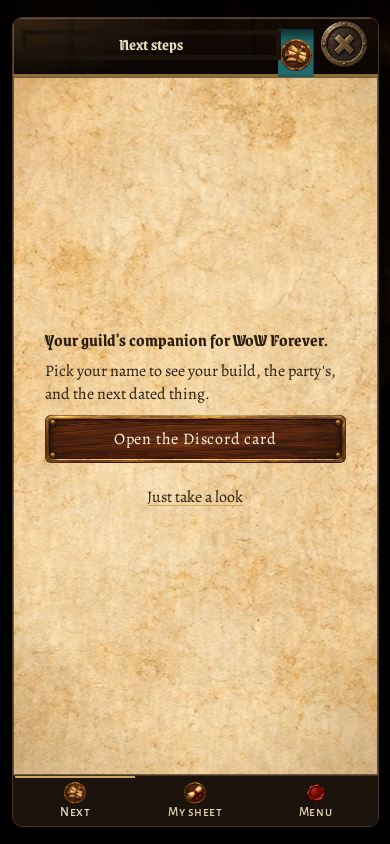 Next steps
Your guild's companion for WoW Forever.
Pick your name to see your build, the party's,
and the next dated thing.
Open the Discord card
Just take a look
Next
My sheet
Menu